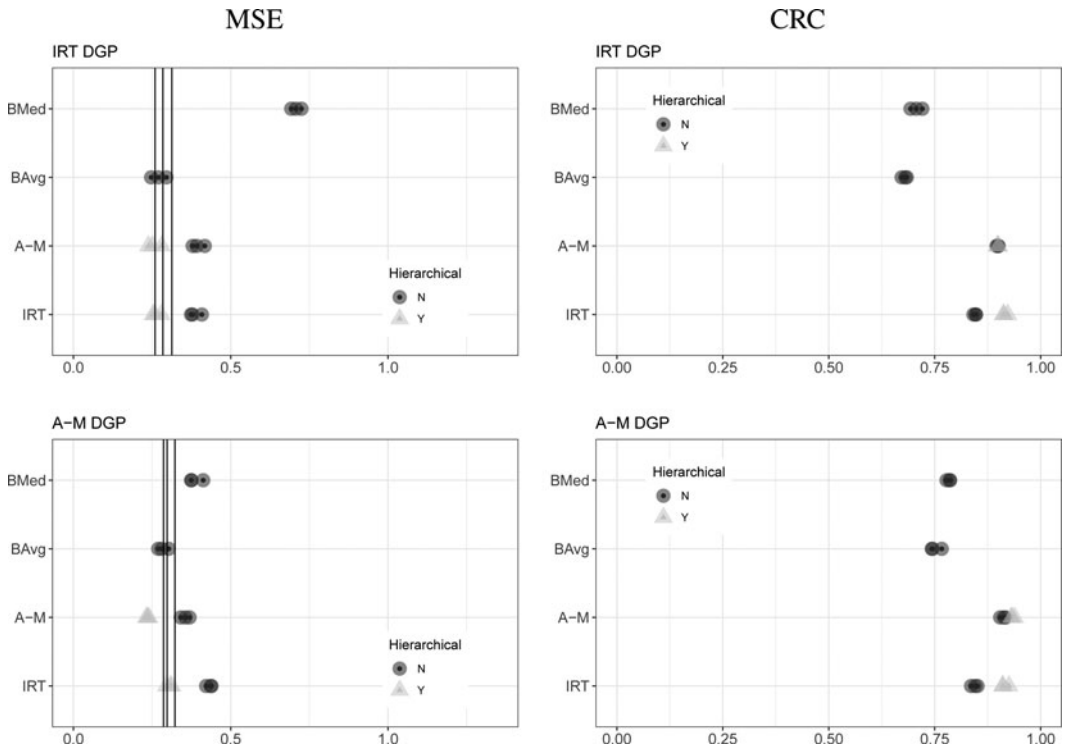 MSE
CRC
IRT DGP
BMed
BAvg
A−M
IRT
Hierarchical
N
Y
0.0
0.5
1.0
IRT DGP
BMed
BAvg
A−M
IRT
Hierarchical
N
Y
0.00
0.25
0.50
0.75
1.00
A−M DGP
BMed
BAvg
A−M
IRT
Hierarchical
N
Y
0.0
0.5
1.0
A−M DGP
BMed
BAvg
A−M
IRT
Hierarchical
N
Y
0.00
0.25
0.50
0.75
1.00